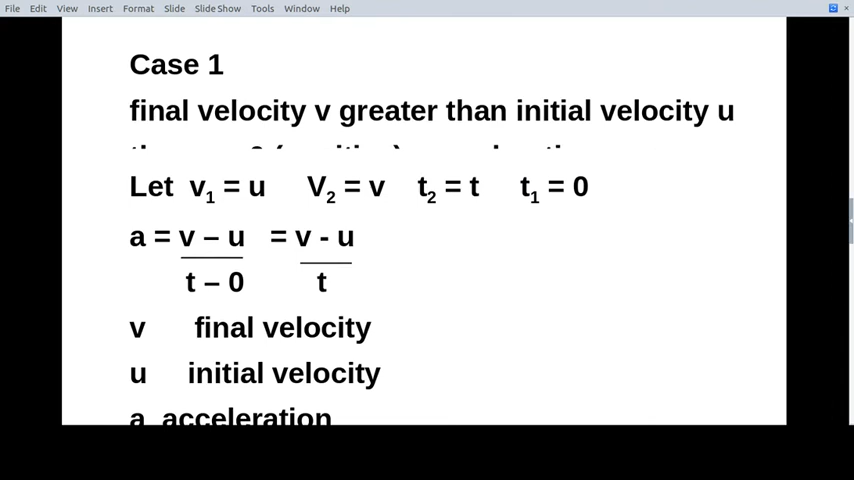 File Edit View Insert Format Slide Slide Show Tools Window Help
Case 1
final velocity v greater than initial velocity u
Let v₁ = u V₂ = v t₂ = t t₁ = 0
a = v – u = v - u
t – 0 t
v final velocity
u initial velocity
a acceleration